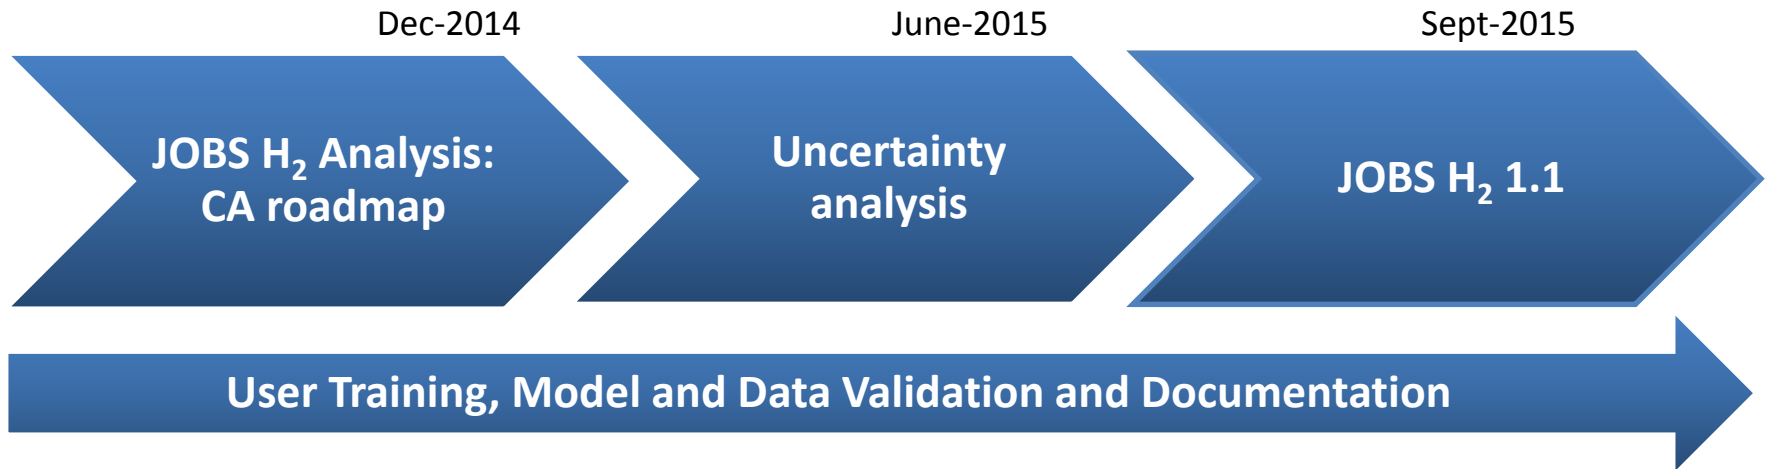 Dec-2014
June-2015
Sept-2015
JOBS H₂ Analysis:
CA roadmap
Uncertainty
analysis
JOBS H₂ 1.1
User Training, Model and Data Validation and Documentation